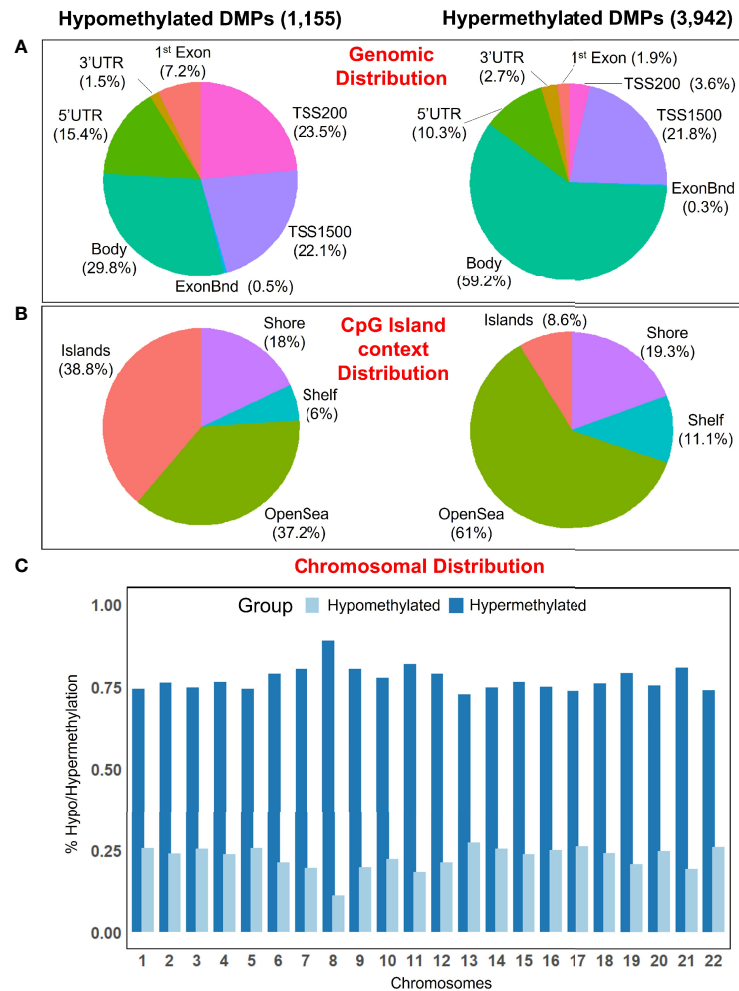 Hypomethylated DMPs (1,155)
Hypermethylated DMPs (3,942)
A
Genomic
Distribution
3'UTR
(1.5%)
1st Exon
(7.2%)
5'UTR
(15.4%)
TSS200
(23.5%)
TSS1500
(22.1%)
Body
(29.8%)
ExonBnd (0.5%)
3'UTR
(2.7%)
1st Exon (1.9%)
TSS200 (3.6%)
5'UTR
(10.3%)
TSS1500
(21.8%)
ExonBnd
(0.3%)
Body
(59.2%)
B
CpG Island
context
Distribution
Islands
(38.8%)
Shore
(18%)
Shelf
(6%)
OpenSea
(37.2%)
Islands (8.6%)
Shore
(19.3%)
Shelf
(11.1%)
OpenSea
(61%)
C
Chromosomal Distribution
Group Hypomethylated Hypermethylated
% Hypo/Hypermethylation
1.00
0.75
0.50
0.25
0.00
1 2 3 4 5 6 7 8 9 10 11 12 13 14 15 16 17 18 19 20 21 22
Chromosomes